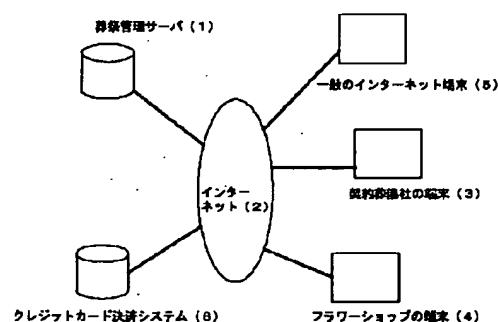 葬祭管理サーバ（1）
一般のインターネット端末（5）
インター
ネット（2）
契約葬儀社の端末（3）
クレジットカード決済システム（6）
フラワーショップの端末（4）